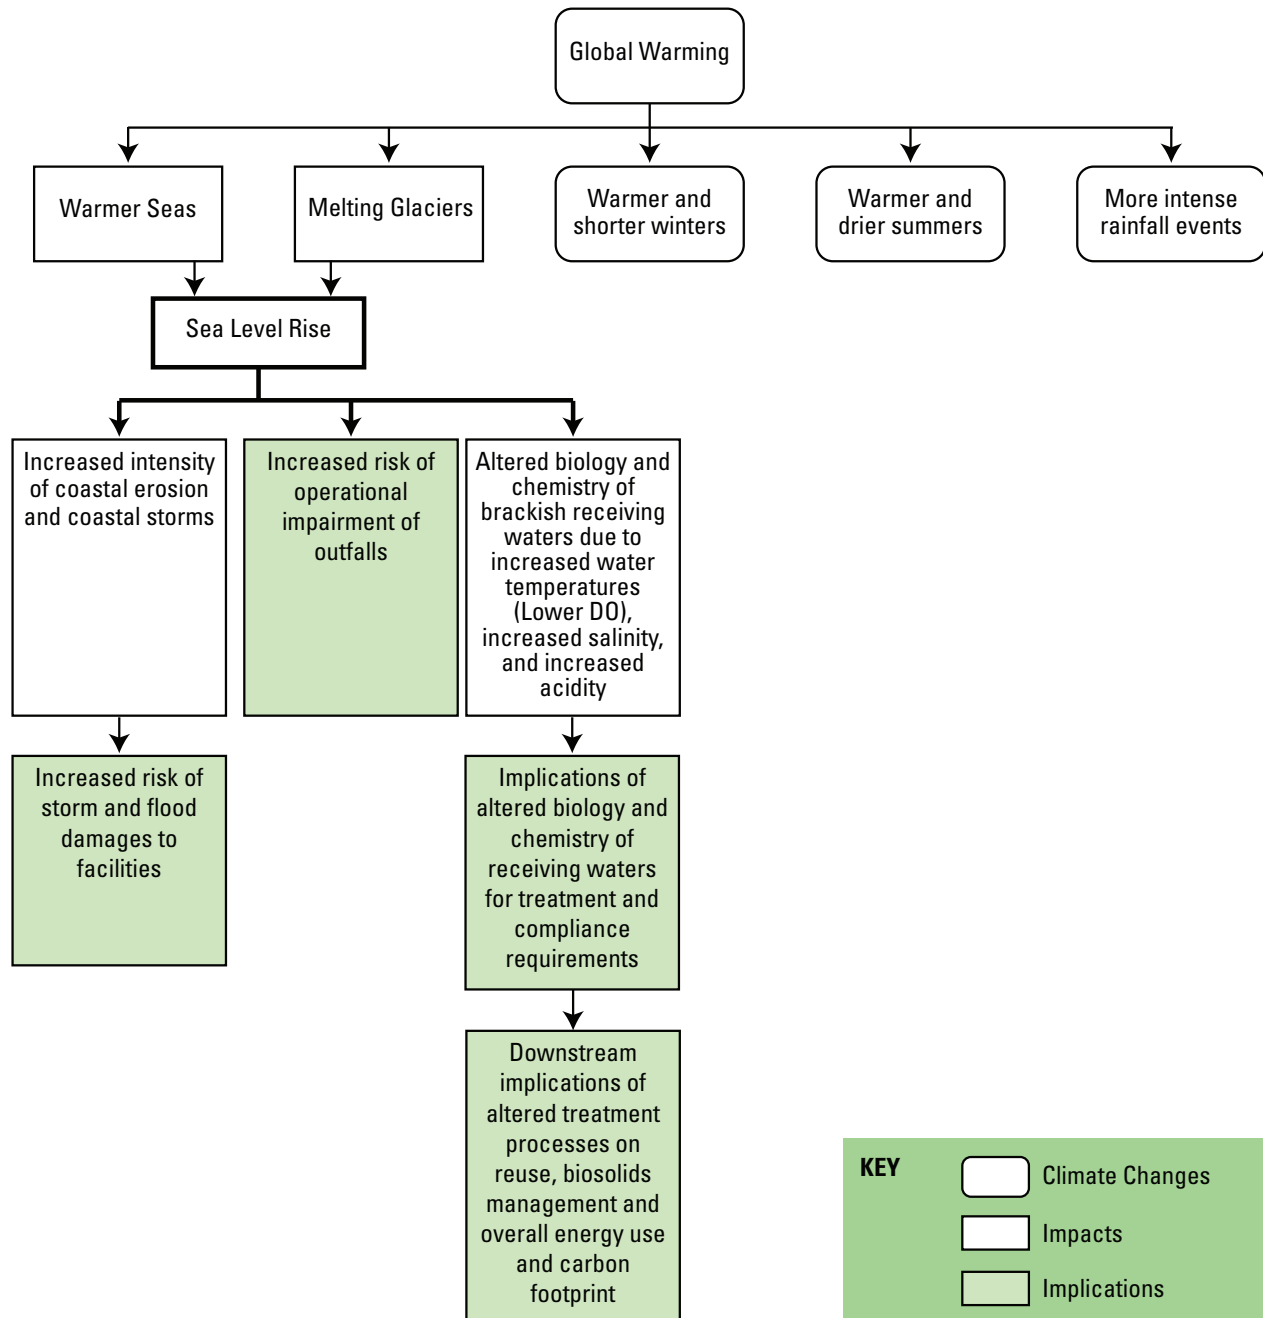 Global Warming
Warmer Seas
Melting Glaciers
Warmer and
shorter winters
Warmer and
drier summers
More intense
rainfall events
Sea Level Rise
Increased intensity
of coastal erosion
and coastal storms
Increased risk of
operational
impairment of
outfalls
Altered biology and
chemistry of
brackish receiving
waters due to
increased water
temperatures
(Lower DO),
increased salinity,
and increased
acidity
Increased risk of
storm and flood
damages to
facilities
Implications of
altered biology and
chemistry of
receiving waters
for treatment and
compliance
requirements
Downstream
implications of
altered treatment
processes on
reuse, biosolids
management and
overall energy use
and carbon
footprint
KEY
Climate Changes
Impacts
Implications